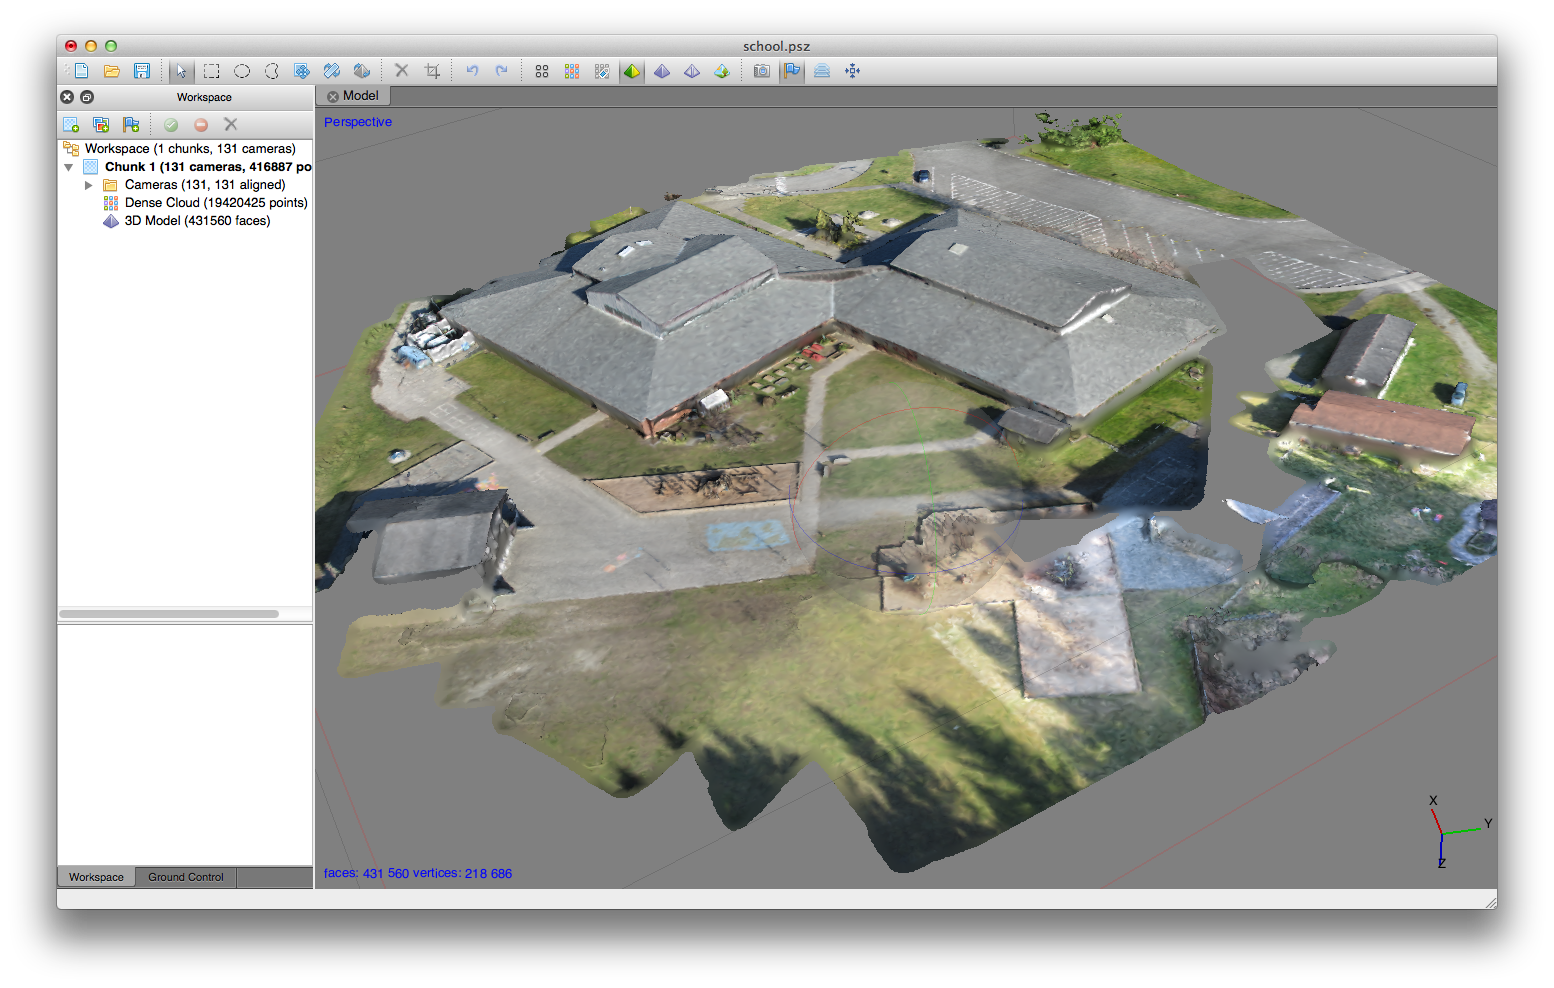 school.psz
Workspace
Model
Perspective
Workspace (1 chunks, 131 cameras)
Chunk 1 (131 cameras, 416887 po
Cameras (131, 131 aligned)
Dense Cloud (19420425 points)
3D Model (431560 faces)
X
Y
Z
faces: 431 560 vertices: 218 686
Workspace
Ground Control